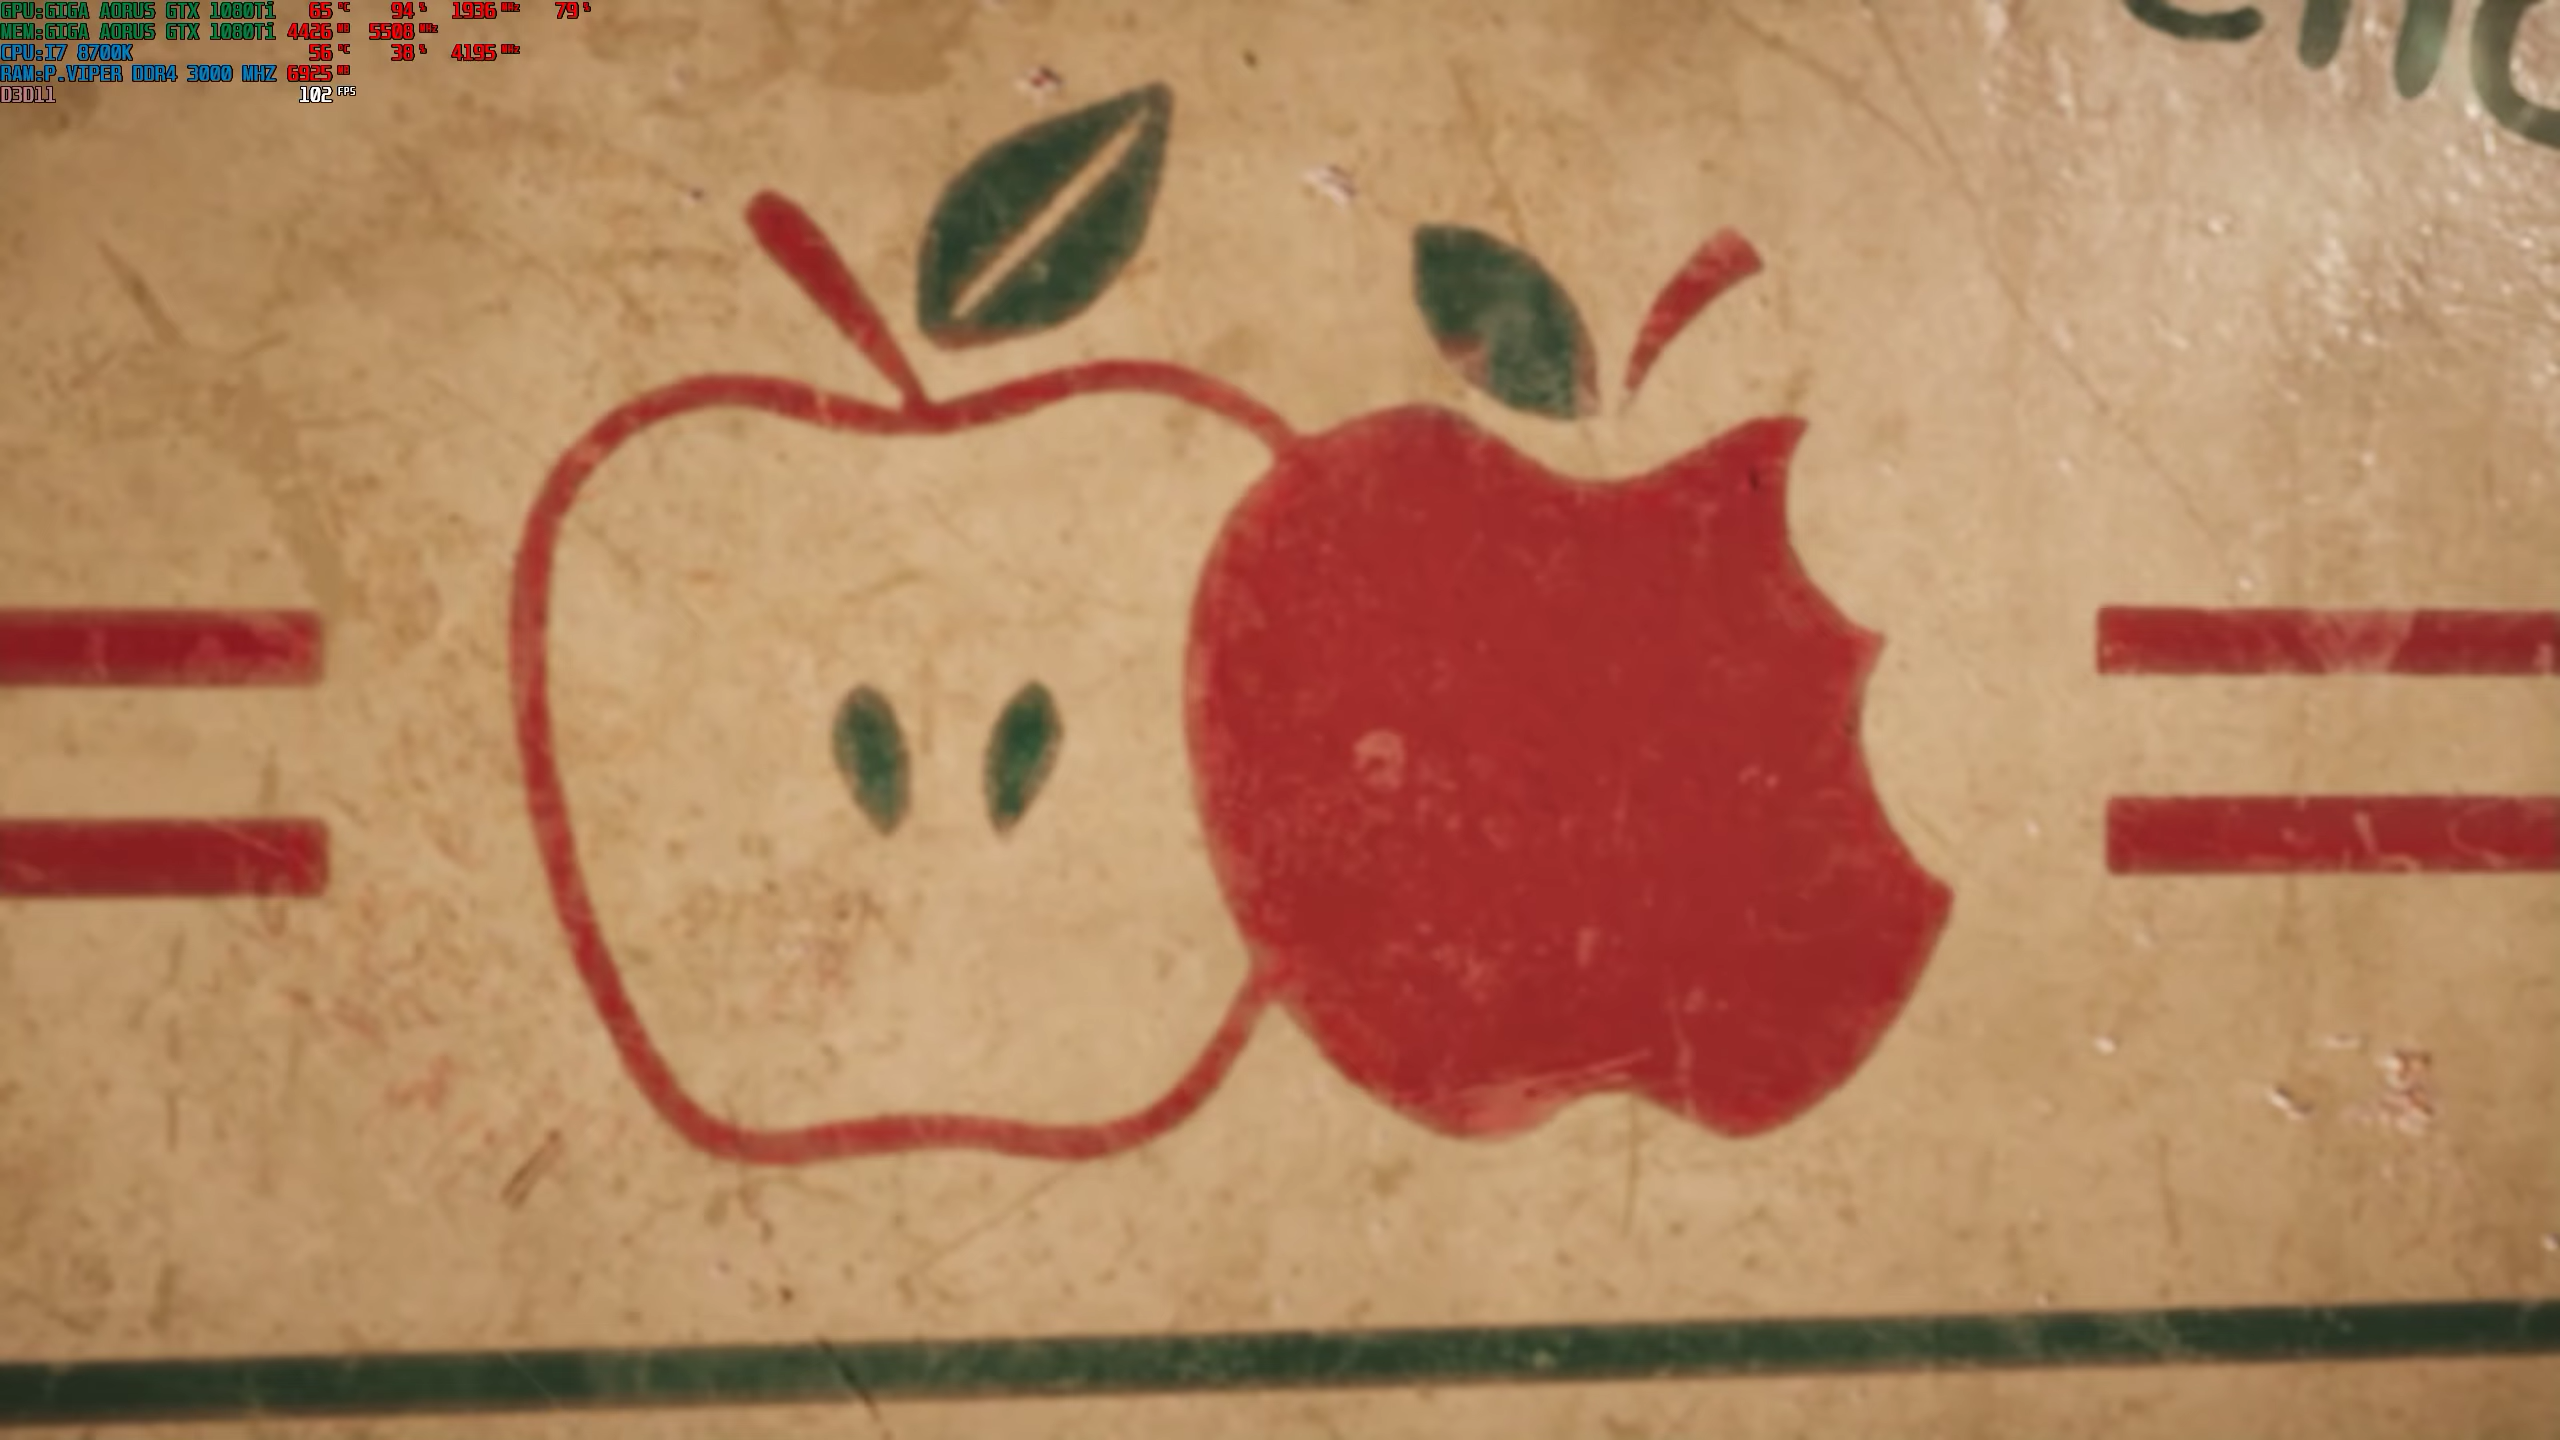 GPU:GIGA AORUS GTX 1080Ti 65 °C 94 % 1936 MHz 79 %
MEM:GIGA AORUS GTX 1080Ti 4426 MB 5508 MHz
CPU:I7 8700K 56 °C 38 % 4195 MHz
RAM:P.VIPER DDR4 3000 MHZ 6925 MB
D3D11 102 FPS